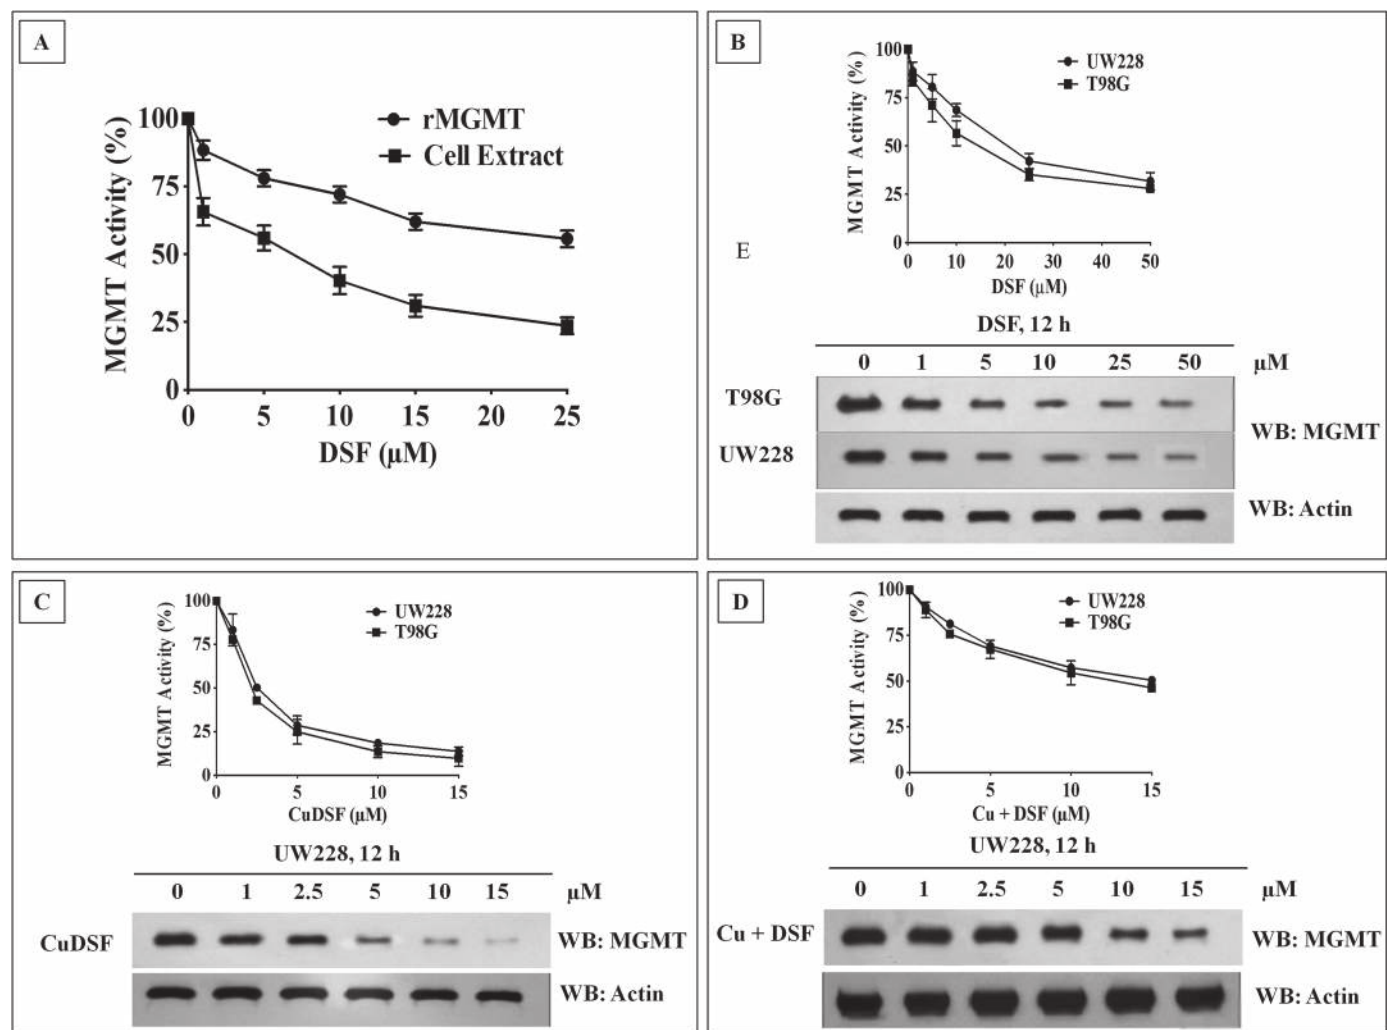 A
MGMT Activity (%)
100
75
50
25
0
rMGMT
Cell Extract
0 5 10 15 20 25
DSF (µM)
B
MGMT Activity (%)
100
75
50
25
0
UW228
T98G
0 10 20 30 40 50
DSF (µM)
E
DSF, 12 h
0 1 5 10 25 50 µM
T98G
UW228
WB: MGMT
WB: Actin
C
MGMT Activity (%)
100
75
50
25
0
UW228
T98G
0 5 10 15
CuDSF (µM)
UW228, 12 h
0 1 2.5 5 10 15 µM
CuDSF
WB: MGMT
WB: Actin
D
MGMT Activity (%)
100
75
50
25
0
UW228
T98G
0 5 10 15
Cu + DSF (µM)
UW228, 12 h
0 1 2.5 5 10 15 µM
Cu + DSF
WB: MGMT
WB: Actin